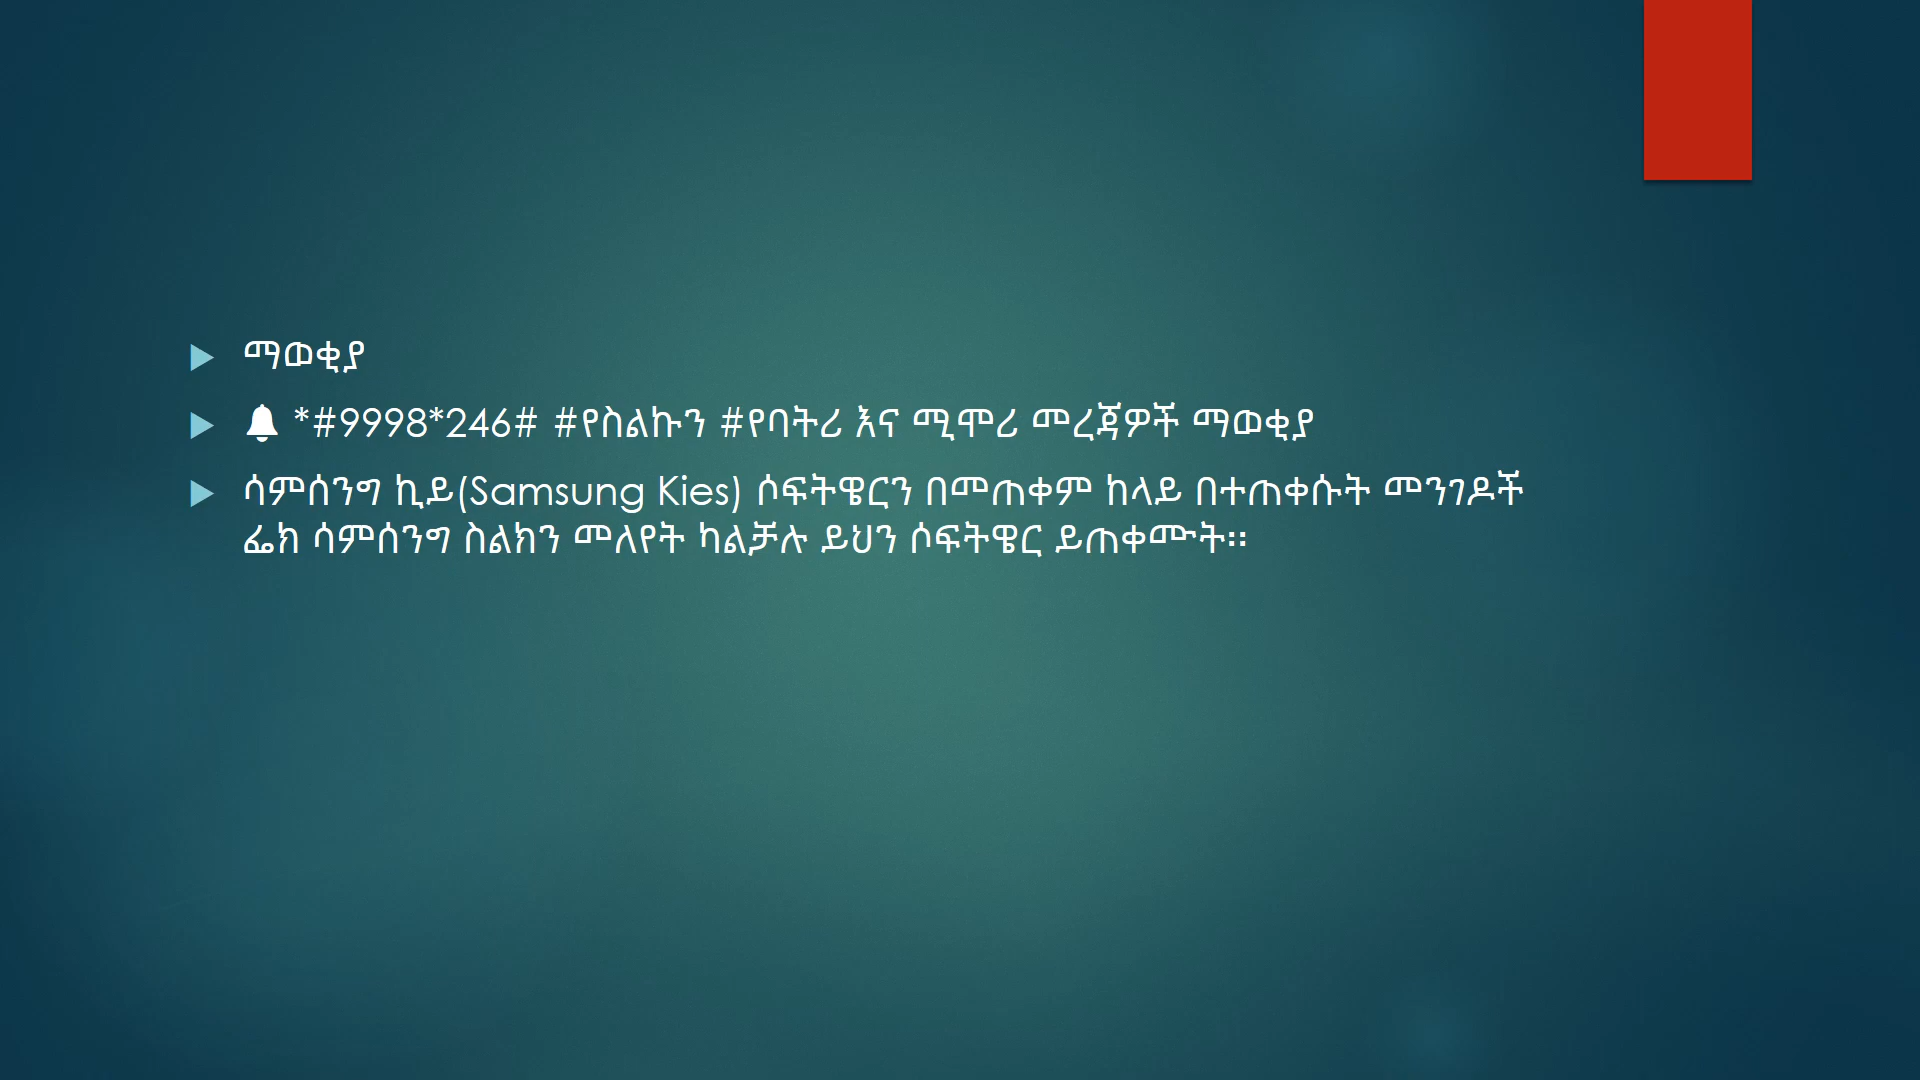 ማወቂያ
🔔 *#9998*246# #የስልኩን #የባትሪ እና ሚሞሪ መረጃዎች ማወቂያ
ሳምሰንግ ኪይ(Samsung Kies) ሶፍትዌርን በመጠቀም ከላይ በተጠቀሱት መንገዶች
ፌክ ሳምሰንግ ስልክን መለየት ካልቻሉ ይህን ሶፍትዌር ይጠቀሙት።